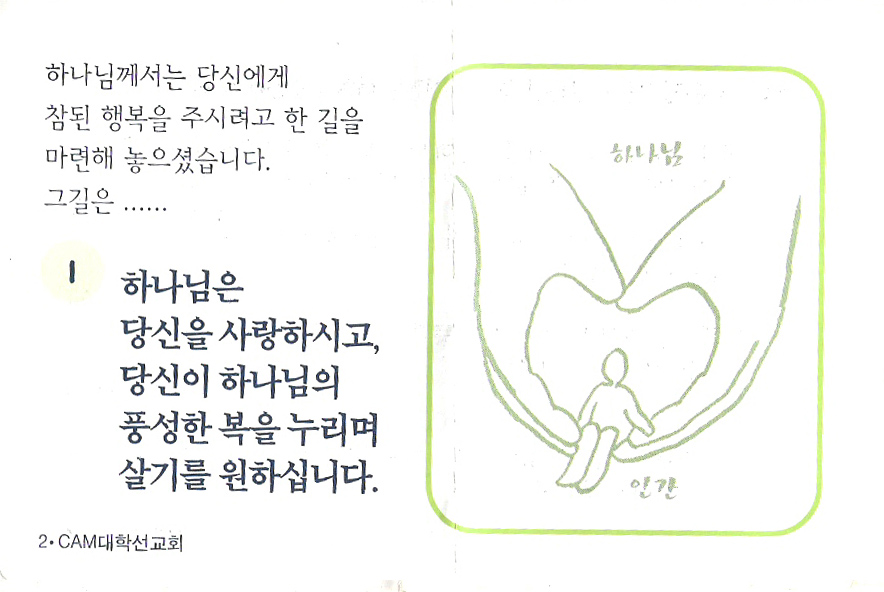 하나님께서는 당신에게
참된 행복을 주시려고 한 길을
마련해 놓으셨습니다.
그길은 ......
1
하나님은
당신을 사랑하시고,
당신이 하나님의
풍성한 복을 누리며
살기를 원하십니다.
2•CAM대학선교회
하나님
인간